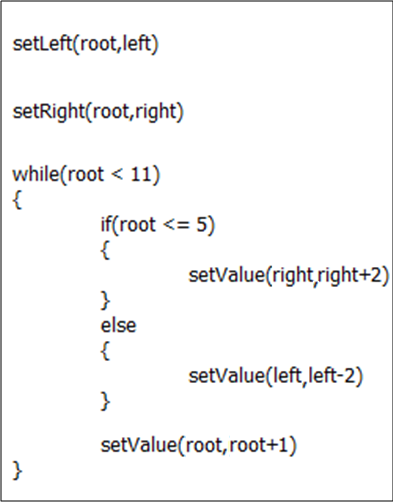 setLeft(root,left)
setRight(root,right)
while(root < 11)
{
if(root <= 5)
{
setValue(right,right+2)
}
else
{
setValue(left,left-2)
}
setValue(root,root+1)
}